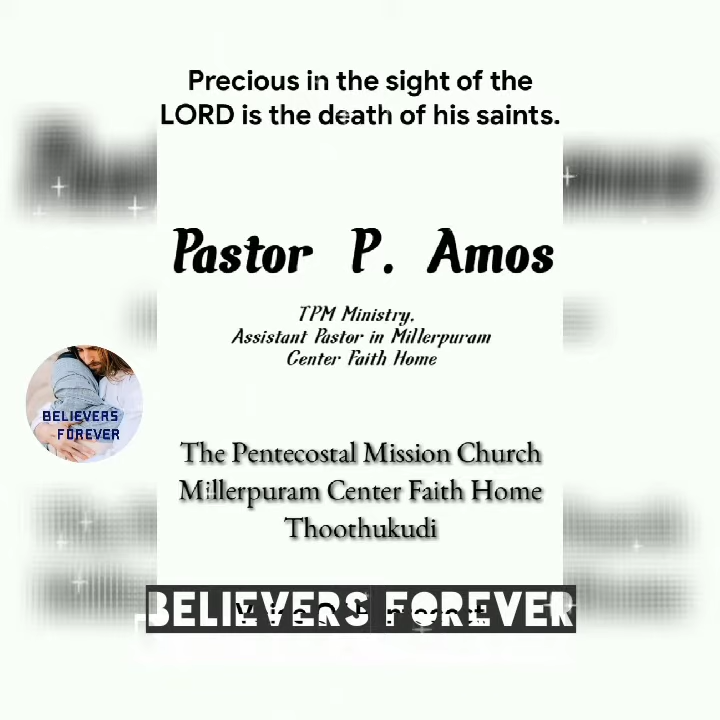 Precious in the sight of the
LORD is the death of his saints.
Pastor P. Amos
TPM Ministry.
Assistant Pastor in Millerpuram
Center Faith Home
BELIEVERS
FOREVER
The Pentecostal Mission Church
Millerpuram Center Faith Home
Thoothukudi
BELIEVERS FOREVER